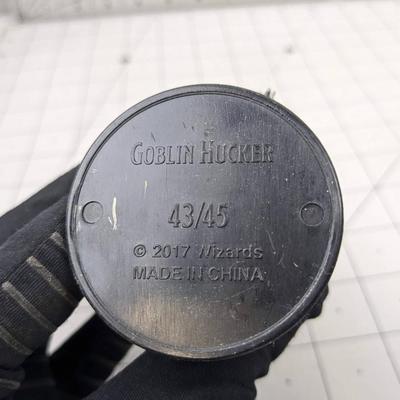 GOBLIN HUCKER
43/45
© 2017 Wizards
MADE IN CHINA